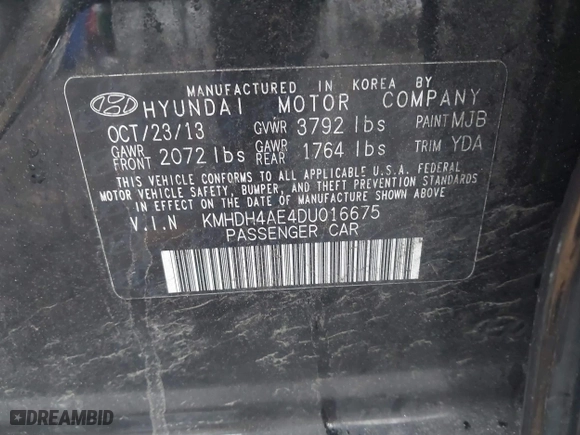 MANUFACTURED IN KOREA BY
HYUNDAI MOTOR COMPANY
OCT/23/13 GVWR 3792 lbs PAINT MJB
GAWR FRONT 2072 lbs GAWR REAR 1764 lbs TRIM YDA
THIS VEHICLE CONFORMS TO ALL APPLICABLE U.S.A. FEDERAL
MOTOR VEHICLE SAFETY, BUMPER, AND THEFT PREVENTION STANDARDS
IN EFFECT ON THE DATE OF MANUFACTURE SHOWN ABOVE
V.I.N KMHDH4AE4DU016675
PASSENGER CAR
DREAMBID